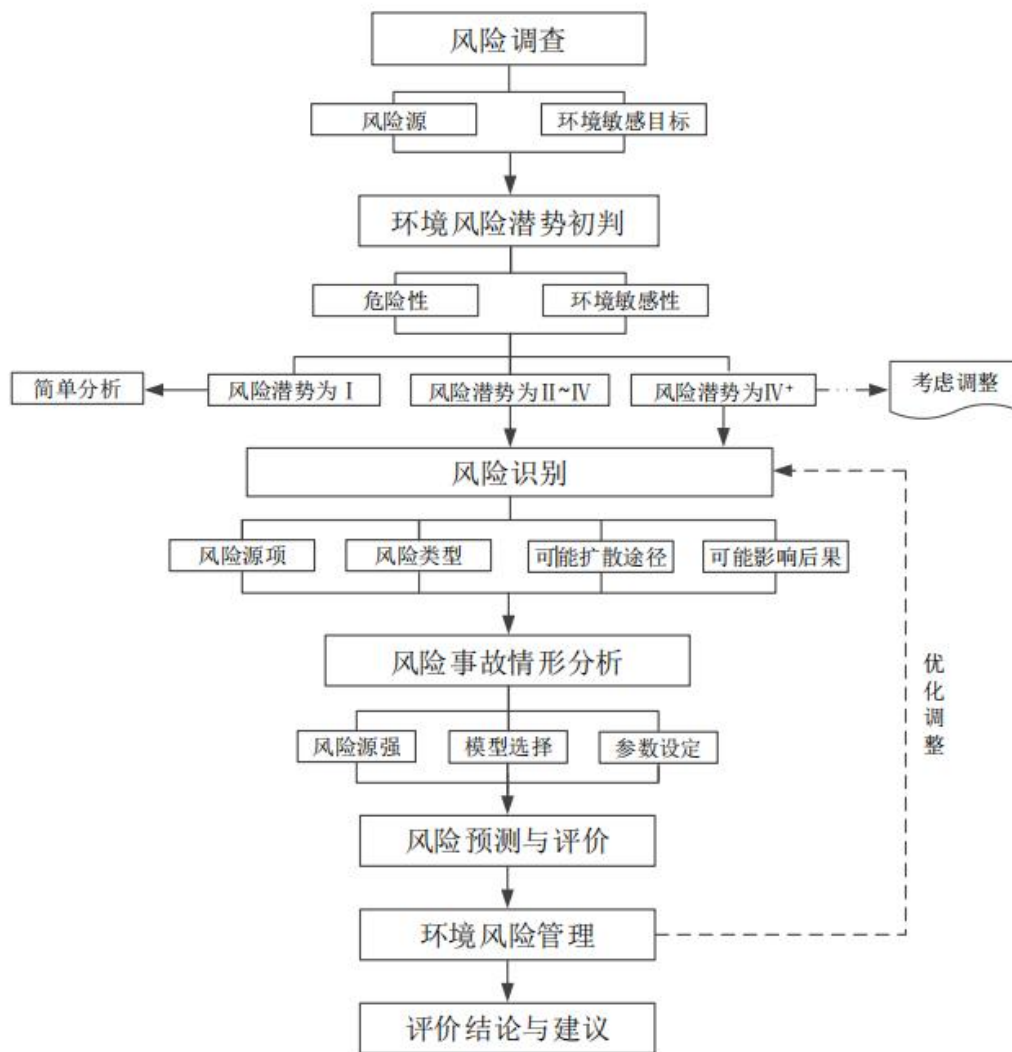 风险调查
风险源
环境敏感目标
环境风险潜势初判
危险性
环境敏感性
简单分析
风险潜势为Ⅰ
风险潜势为Ⅱ~Ⅳ
风险潜势为Ⅳ⁺
考虑调整
风险识别
风险源项
风险类型
可能扩散途径
可能影响后果
风险事故情形分析
优化调整
风险源强
模型选择
参数设定
风险预测与评价
环境风险管理
评价结论与建议